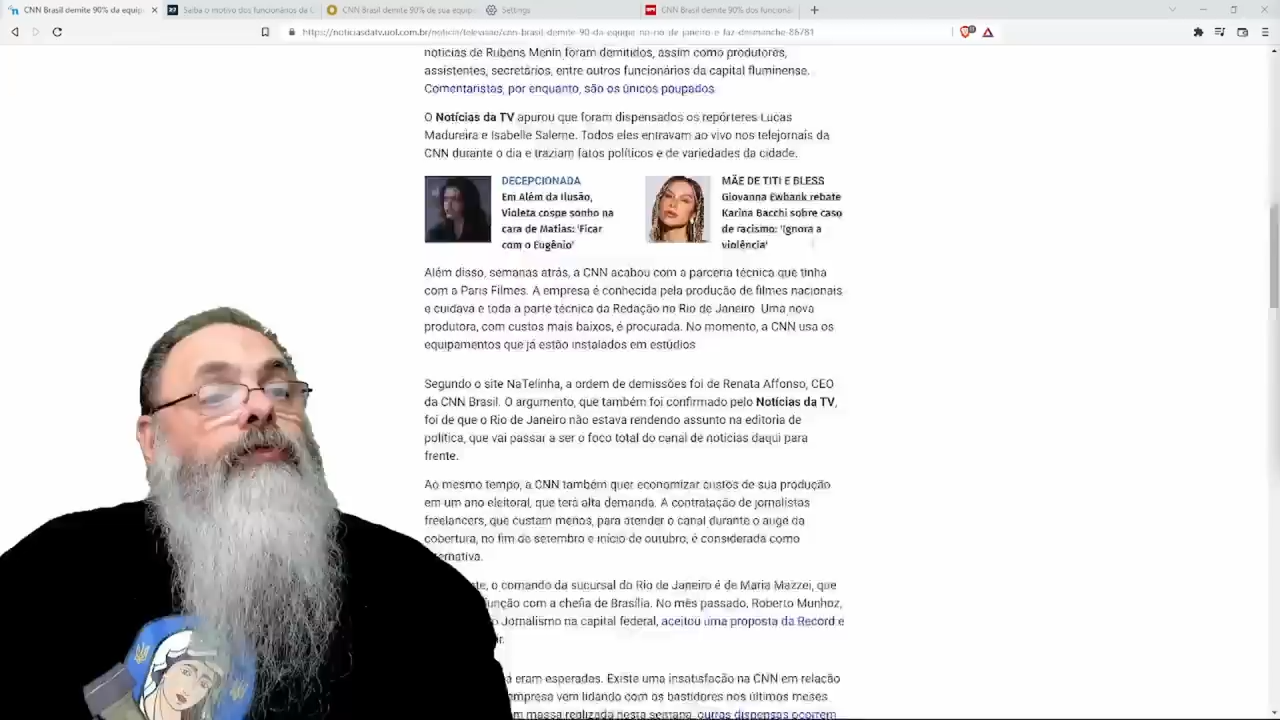 CNN Brasil demite 90% da equip
Saiba o motivo dos funcionários da C
CNN Brasil demite 90% de sua equip
Settings
CNN Brasil demite 90% dos funcionár
https://noticiasdatv.uol.com.br/noticia/televisao/cnn-brasil-demite-90-da-equipe-no-rio-de-janeiro-e-faz-desmanche-86781
notícias de Rubens Menin foram demitidos, assim como produtores,
assistentes, secretários, entre outros funcionários da capital fluminense.
Comentaristas, por enquanto, são os únicos poupados.
O Notícias da TV apurou que foram dispensados os repórteres Lucas
Madureira e Isabelle Saleme. Todos eles entravam ao vivo nos telejornais da
CNN durante o dia e traziam fatos políticos e de variedades da cidade.
DECEPCIONADA
Em Além da Ilusão,
Violeta cospe sonho na
cara de Matias: 'Ficar
com o Eugênio'
MÃE DE TITI E BLESS
Giovanna Ewbank rebate
Karina Bacchi sobre caso
de racismo: 'Ignora a
violência'
Além disso, semanas atrás, a CNN acabou com a parceria técnica que tinha
com a Paris Filmes. A empresa é conhecida pela produção de filmes nacionais
e cuidava e toda a parte técnica da Redação no Rio de Janeiro. Uma nova
produtora, com custos mais baixos, é procurada. No momento, a CNN usa os
equipamentos que já estão instalados em estúdios
Segundo o site NaTelinha, a ordem de demissões foi de Renata Affonso, CEO
da CNN Brasil. O argumento, que também foi confirmado pelo Notícias da TV,
foi de que o Rio de Janeiro não estava rendendo assunto na editoria de
política, que vai passar a ser o foco total do canal de notícias daqui para
frente.
Ao mesmo tempo, a CNN também quer economizar custos de sua produção
em um ano eleitoral, que terá alta demanda. A contratação de jornalistas
freelancers, que custam menos, para atender o canal durante o auge da
cobertura, no fim de setembro e início de outubro, é considerada como
ernativa.
te, o comando da sucursal do Rio de Janeiro é de Maria Mazzei, que
unção com a chefia de Brasília. No mês passado, Roberto Munhoz,
o Jornalismo na capital federal, aceitou uma proposta da Record e
r.
á eram esperadas. Existe uma insatisfação na CNN em relação
mpresa vem lidando com os bastidores nos últimos meses
m massa realizada nesta semana, outras dispensas ocorrem